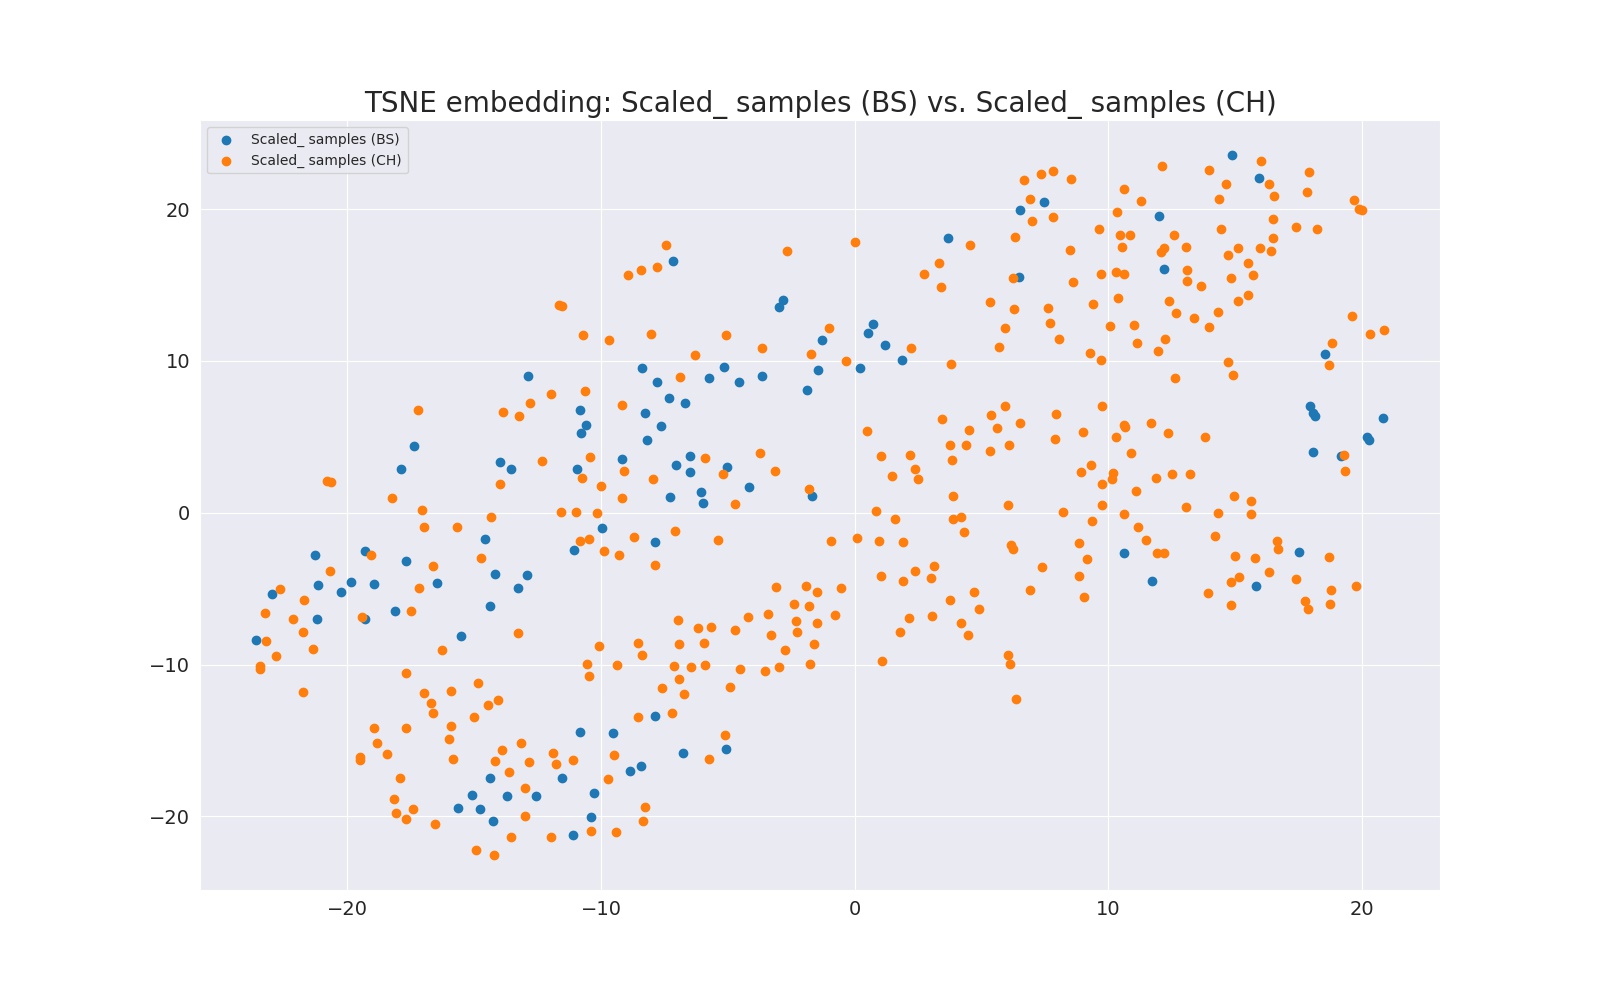 TSNE embedding: Scaled_ samples (BS) vs. Scaled_ samples (CH)
Scaled_ samples (BS)
Scaled_ samples (CH)
20
10
0
−10
−20
−20 −10 0 10 20